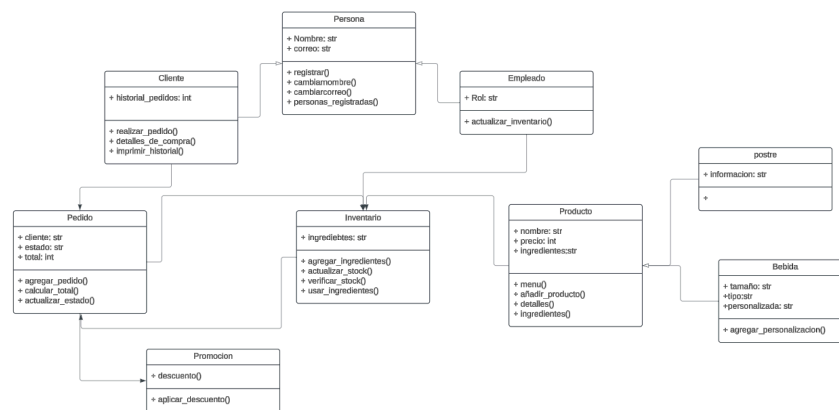 Persona
+ Nombre: str
+ correo: str
+ registrar()
+ cambiarnombre()
+ cambiarcorreo()
+ personas_registradas()
Cliente
+ historial_pedidos: int
+ realizar_pedido()
+ detalles_de_compra()
+ imprimir_historial()
Empleado
+ Rol: str
+ actualizar_inventario()
postre
+ informacion: str
+
Pedido
+ cliente: str
+ estado: str
+ total: int
+ agregar_pedido()
+ calcular_total()
+ actualizar_estado()
Inventario
+ ingrediebtes: str
+ agregar_ingredientes()
+ actualizar_stock()
+ verificar_stock()
+ usar_ingredientes()
Producto
+ nombre: str
+ precio: int
+ ingredientes:str
+ menu()
+ añadir_producto()
+ detalles()
+ ingredientes()
Bebida
+ tamaño: str
+tipo:str
+personalizada: str
+ agregar_personalizacion()
Promocion
+ descuento()
+ aplicar_descuento()